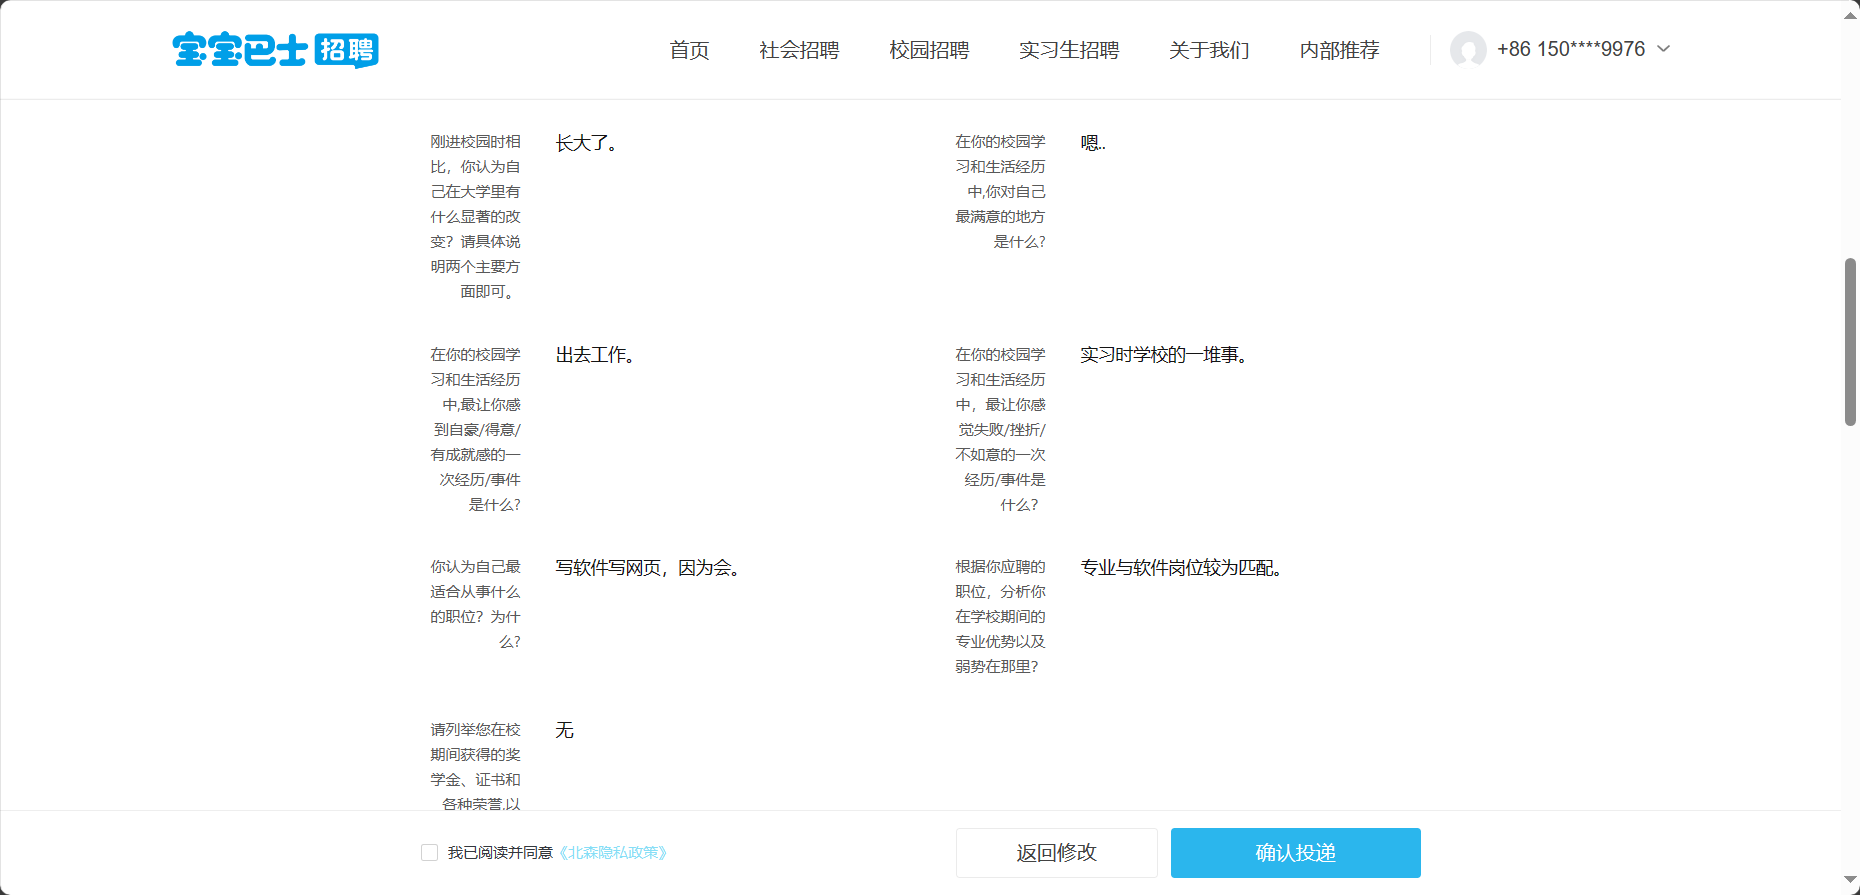 宝宝巴士 招聘
首页 社会招聘 校园招聘 实习生招聘 关于我们 内部推荐 +86 150****9976
刚进校园时相
比，你认为自
己在大学里有
什么显著的改
变？请具体说
明两个主要方
面即可。
长大了。
在你的校园学
习和生活经历
中,你对自己
最满意的地方
是什么?
嗯..
在你的校园学
习和生活经历
中,最让你感
到自豪/得意/
有成就感的一
次经历/事件
是什么?
出去工作。
在你的校园学
习和生活经历
中，最让你感
觉失败/挫折/
不如意的一次
经历/事件是
什么？
实习时学校的一堆事。
你认为自己最
适合从事什么
的职位？为什
么?
写软件写网页，因为会。
根据你应聘的
职位，分析你
在学校期间的
专业优势以及
弱势在那里？
专业与软件岗位较为匹配。
请列举您在校
期间获得的奖
学金、证书和
各种荣誉,以
无
我已阅读并同意《北森隐私政策》
返回修改
确认投递